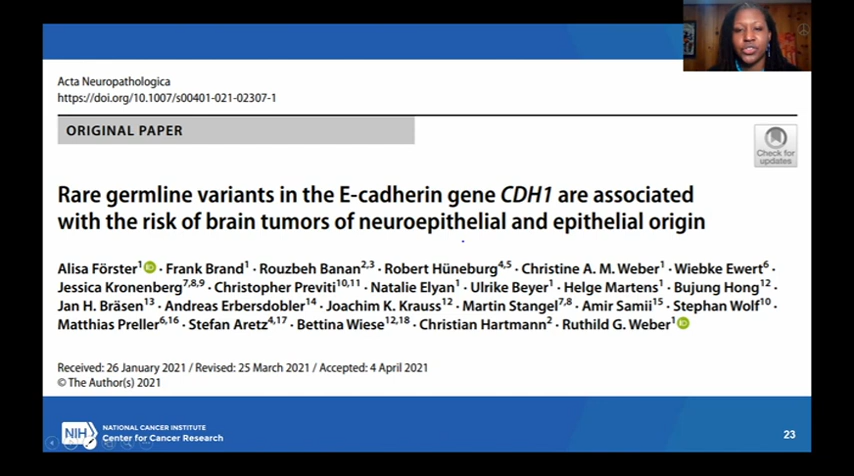 Acta Neuropathologica
https://doi.org/10.1007/s00401-021-02307-1
ORIGINAL PAPER
Check for
updates
Rare germline variants in the E-cadherin gene CDH1 are associated
with the risk of brain tumors of neuroepithelial and epithelial origin
Alisa Förster1 · Frank Brand1 · Rouzbeh Banan2,3 · Robert Hüneburg4,5 · Christine A. M. Weber1 · Wiebke Ewert6 ·
Jessica Kronenberg7,8,9 · Christopher Previti10,11 · Natalie Elyan1 · Ulrike Beyer1 · Helge Martens1 · Bujung Hong12 ·
Jan H. Bräsen13 · Andreas Erbersdobler14 · Joachim K. Krauss12 · Martin Stangel7,8 · Amir Samii15 · Stephan Wolf10 ·
Matthias Preller6,16 · Stefan Aretz4,17 · Bettina Wiese12,18 · Christian Hartmann2 · Ruthild G. Weber1
Received: 26 January 2021 / Revised: 25 March 2021 / Accepted: 4 April 2021
© The Author(s) 2021
NIH
NATIONAL CANCER INSTITUTE
Center for Cancer Research
23